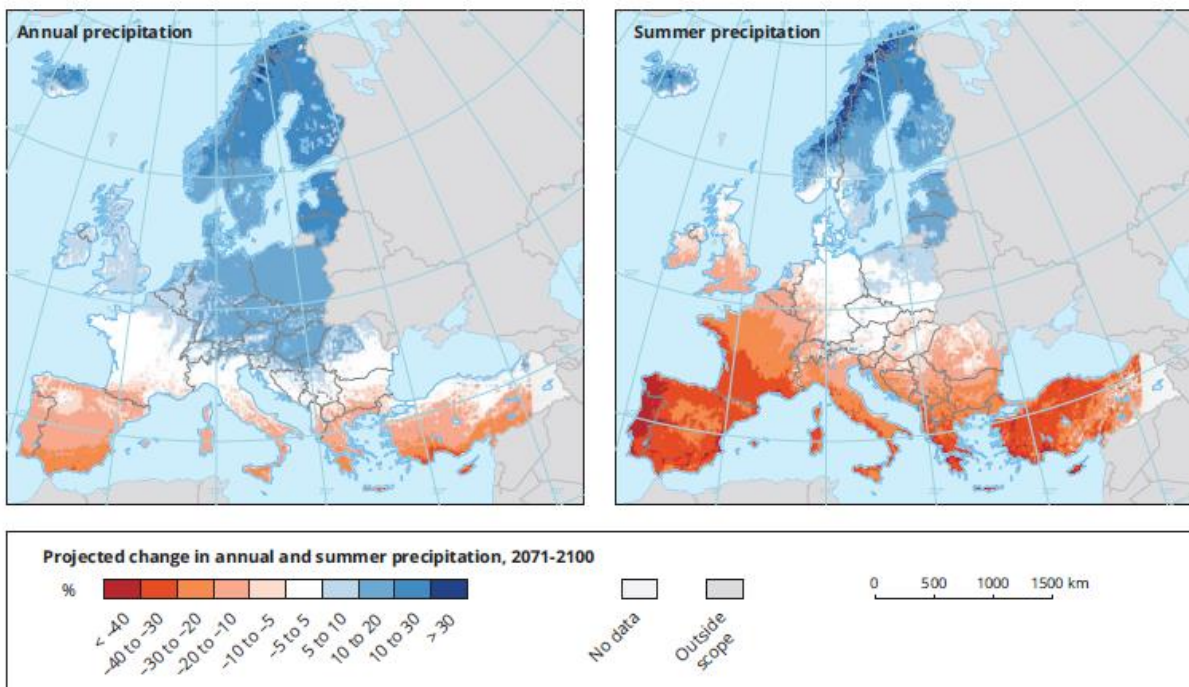 Annual precipitation
Summer precipitation
Projected change in annual and summer precipitation, 2071-2100
%
< -40
-40 to -30
-30 to -20
-20 to -10
-10 to -5
-5 to 5
5 to 10
10 to 20
10 to 30
> 30
No data
Outside
scope
0 500 1000 1500 km